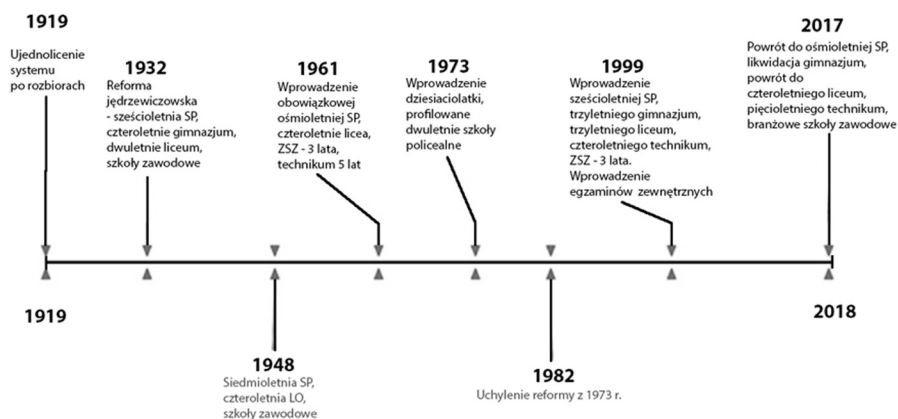 1919
Ujednolicenie
systemu
po rozbiorach
1932
Reforma
jędrzewiczowska
- sześcioletnia SP,
czteroletnie gimnazjum,
dwuletnie liceum,
szkoły zawodowe
1961
Wprowadzenie
obowiązkowej
ośmioletniej SP,
czteroletnie licea,
ZSZ - 3 lata,
technikum 5 lat
1973
Wprowadzenie
dziesiaciolatki,
profilowane
dwuletnie szkoły
policealne
1999
Wprowadzenie
sześcioletniej SP,
trzyletniego gimnazjum,
trzyletniego liceum,
czteroletniego technikum,
ZSZ - 3 lata.
Wprowadzenie
egzaminów zewnętrznych
2017
Powrót do ośmioletniej SP,
likwidacja gimnazjum,
powrót do
czteroletniego liceum,
pięcioletniego technikum,
branżowe szkoły zawodowe
1919
2018
1948
Siedmioletnia SP,
czteroletnia LO,
szkoły zawodowe
1982
Uchylenie reformy z 1973 r.